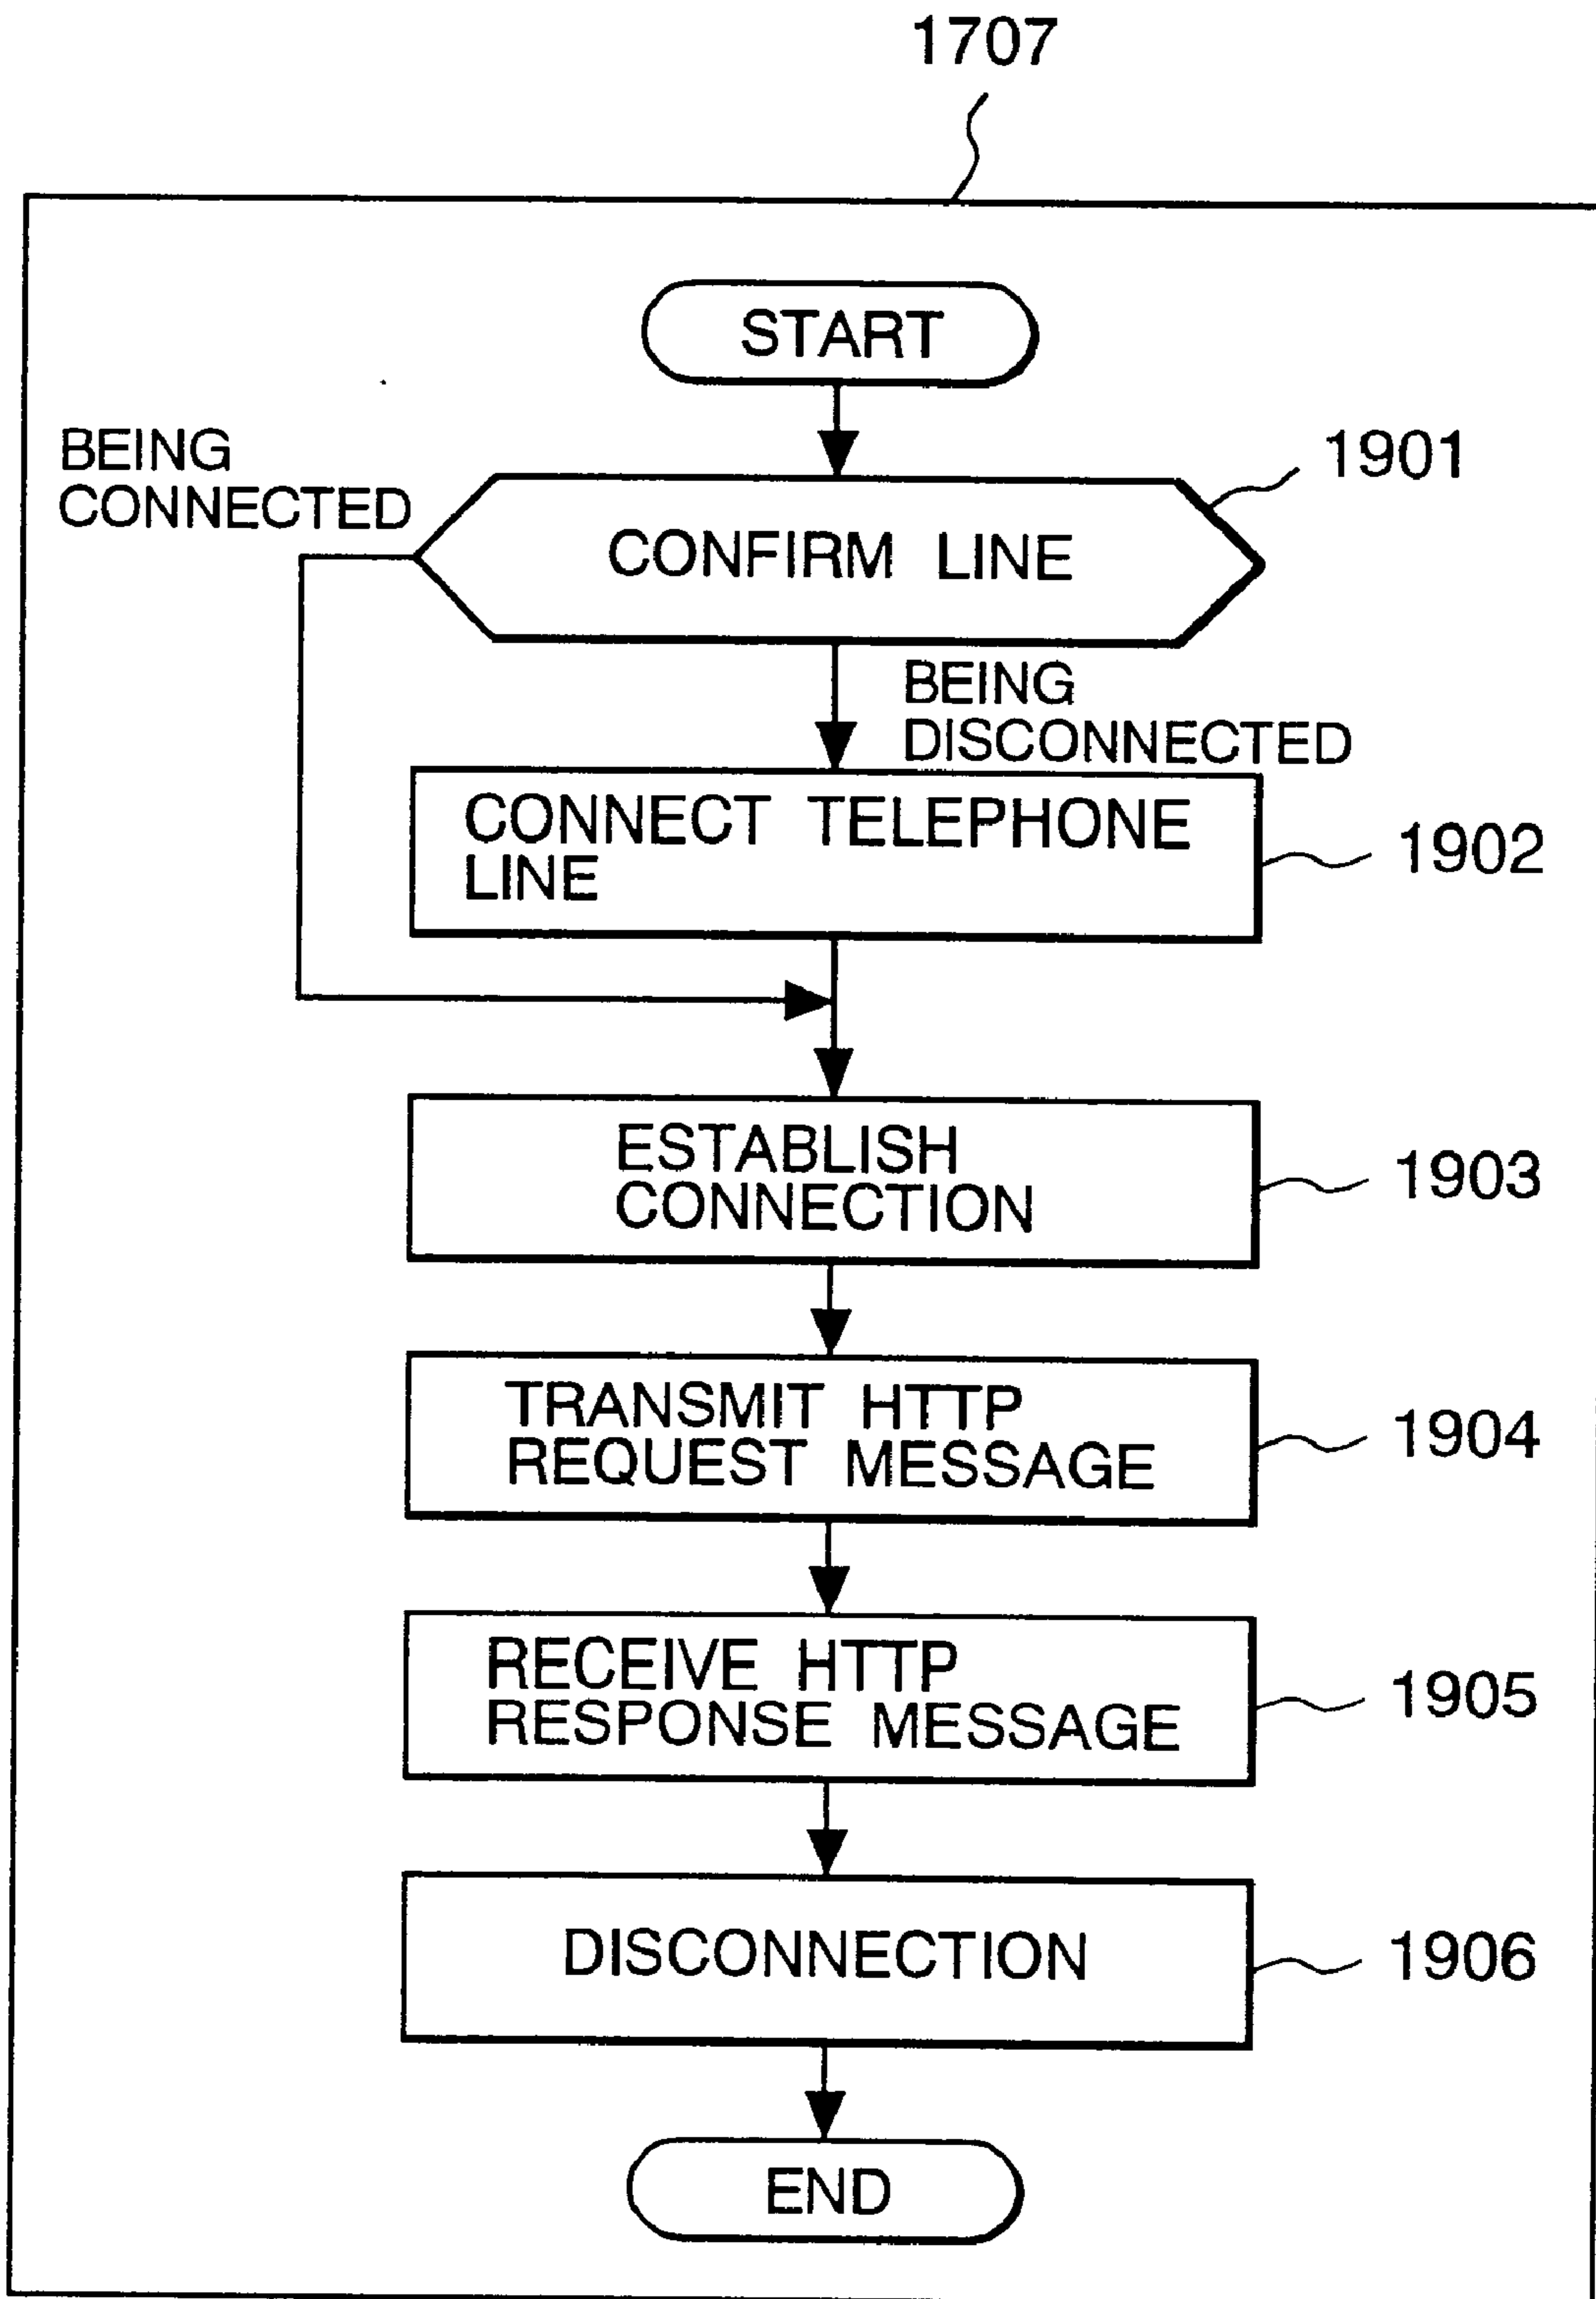 1707
START
BEING
CONNECTED
1901
CONFIRM LINE
BEING
DISCONNECTED
CONNECT TELEPHONE
LINE
1902
ESTABLISH
CONNECTION
1903
TRANSMIT HTTP
REQUEST MESSAGE
1904
RECEIVE HTTP
RESPONSE MESSAGE
1905
DISCONNECTION
1906
END